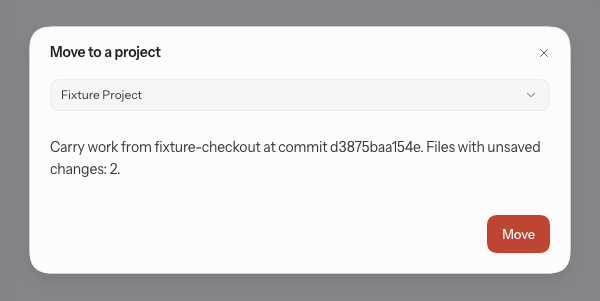 Move to a project
Fixture Project
Carry work from fixture-checkout at commit d3875baa154e. Files with unsaved
changes: 2.
Move